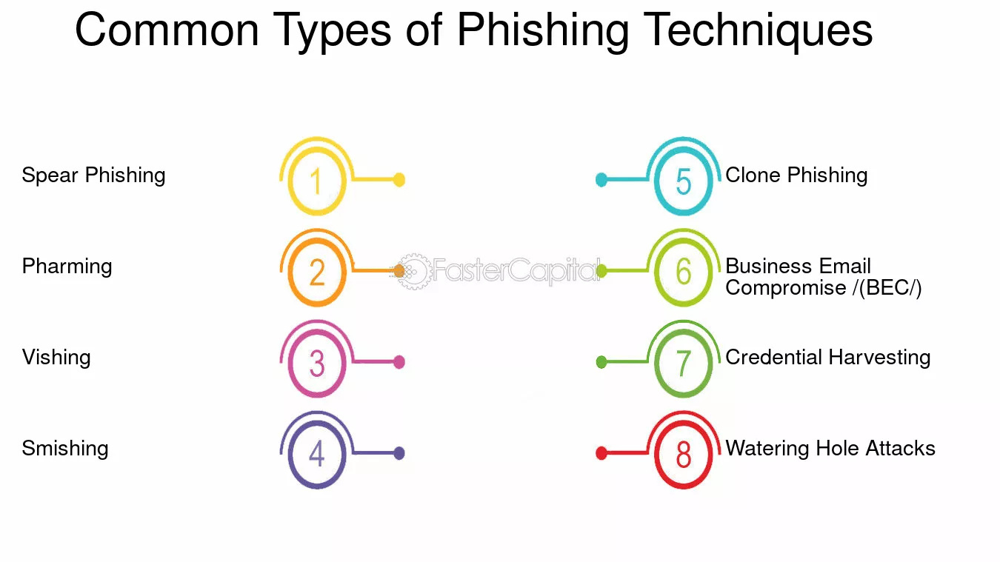 Common Types of Phishing Techniques
Spear Phishing
1
Pharming
2
Vishing
3
Smishing
4
FasterCapital
5
Clone Phishing
6
Business Email
Compromise /(BEC/)
7
Credential Harvesting
8
Watering Hole Attacks